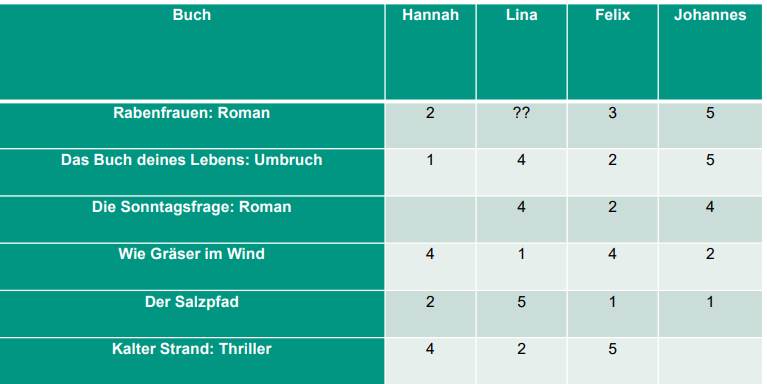 Buch Hannah Lina Felix Johannes
Rabenfrauen: Roman 2 ?? 3 5
Das Buch deines Lebens: Umbruch 1 4 2 5
Die Sonntagsfrage: Roman 4 2 4
Wie Gräser im Wind 4 1 4 2
Der Salzpfad 2 5 1 1
Kalter Strand: Thriller 4 2 5